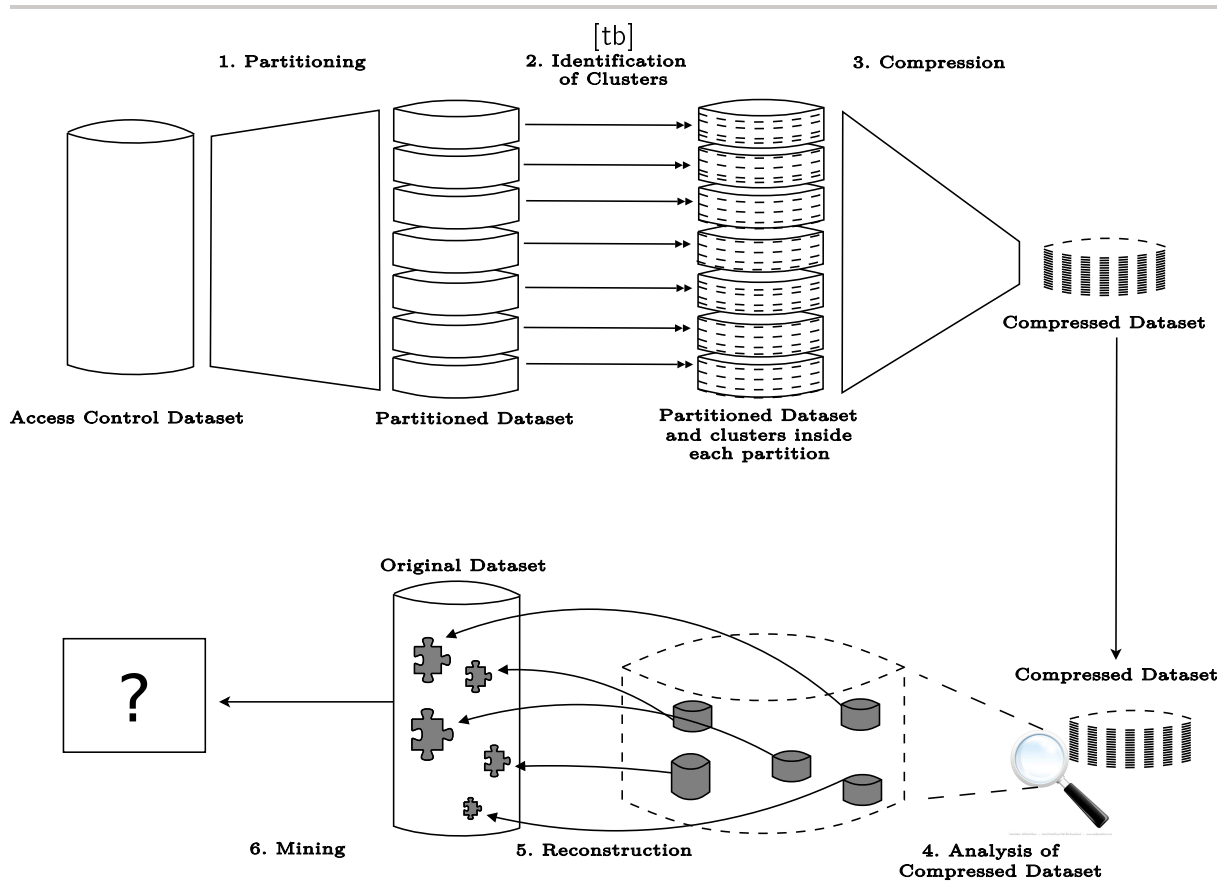 [tb]
1. Partitioning
2. Identification
of Clusters
3. Compression
Compressed Dataset
Access Control Dataset
Partitioned Dataset
Partitioned Dataset
and clusters inside
each partition
Original Dataset
?
Compressed Dataset
6. Mining
5. Reconstruction
4. Analysis of
Compressed Dataset